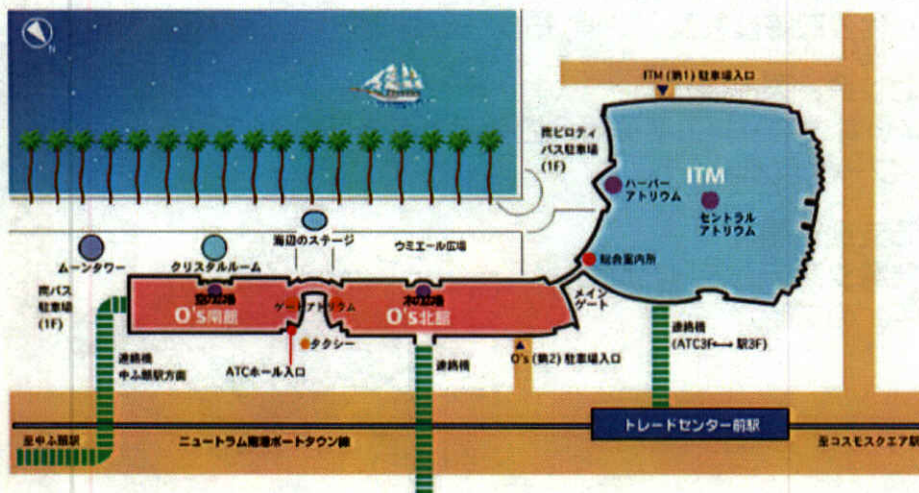 N
ITM (第1) 駐車場入口
南ピロティ
バス駐車場
(1F)
ハーバー
アトリウム
ITM
セントラル
アトリウム
海辺のステージ
ウミエール広場
総合案内所
ムーンタワー
クリスタルルーム
南バス
駐車場
(1F)
空の広場
O's南館
ゲートアトリウム
木の広場
O's北館
メイン
ゲート
連絡橋
中ふ頭駅方面
ATCホール入口
タクシー
連絡橋
O's (第2) 駐車場入口
連絡橋
(ATC3F⟷駅3F)
トレードセンター前駅
至中ふ頭駅
ニュートラム南港ポートタウン線
至コスモスクエア駅